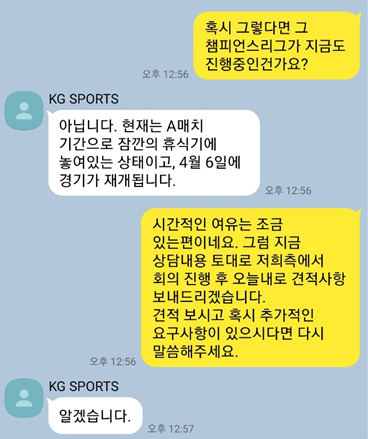 혹시 그렇다면 그
챔피언스리그가 지금도
진행중인건가요?
오후 12:56
KG SPORTS
아닙니다. 현재는 A매치
기간으로 잠깐의 휴식기에
놓여있는 상태이고, 4월 6일에
경기가 재개됩니다.
오후 12:56
시간적인 여유는 조금
있는편이네요. 그럼 지금
상담내용 토대로 저희측에서
회의 진행 후 오늘내로 견적사항
보내드리겠습니다.
견적 보시고 혹시 추가적인
요구사항이 있으시다면 다시
말씀해주세요.
오후 12:56
KG SPORTS
알겠습니다.
오후 12:57